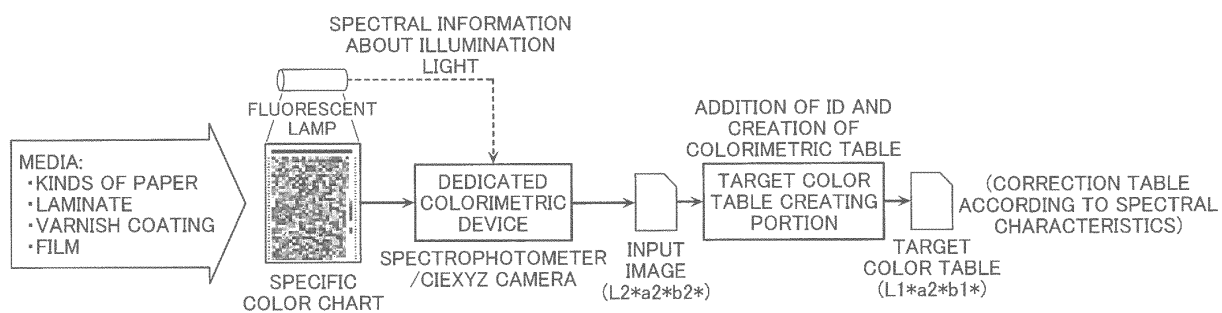 SPECTRAL INFORMATION
ABOUT ILLUMINATION
LIGHT
FLUORESCENT
LAMP
MEDIA:
・KINDS OF PAPER
・LAMINATE
・VARNISH COATING
・FILM
SPECIFIC
COLOR CHART
DEDICATED
COLORIMETRIC
DEVICE
SPECTROPHOTOMETER
/CIEXYZ CAMERA
INPUT
IMAGE
(L2*a2*b2*)
ADDITION OF ID AND
CREATION OF
COLORIMETRIC TABLE
TARGET COLOR
TABLE CREATING
PORTION
TARGET
COLOR TABLE
(L1*a2*b1*)
(CORRECTION TABLE
ACCORDING TO SPECTRAL
CHARACTERISTICS)